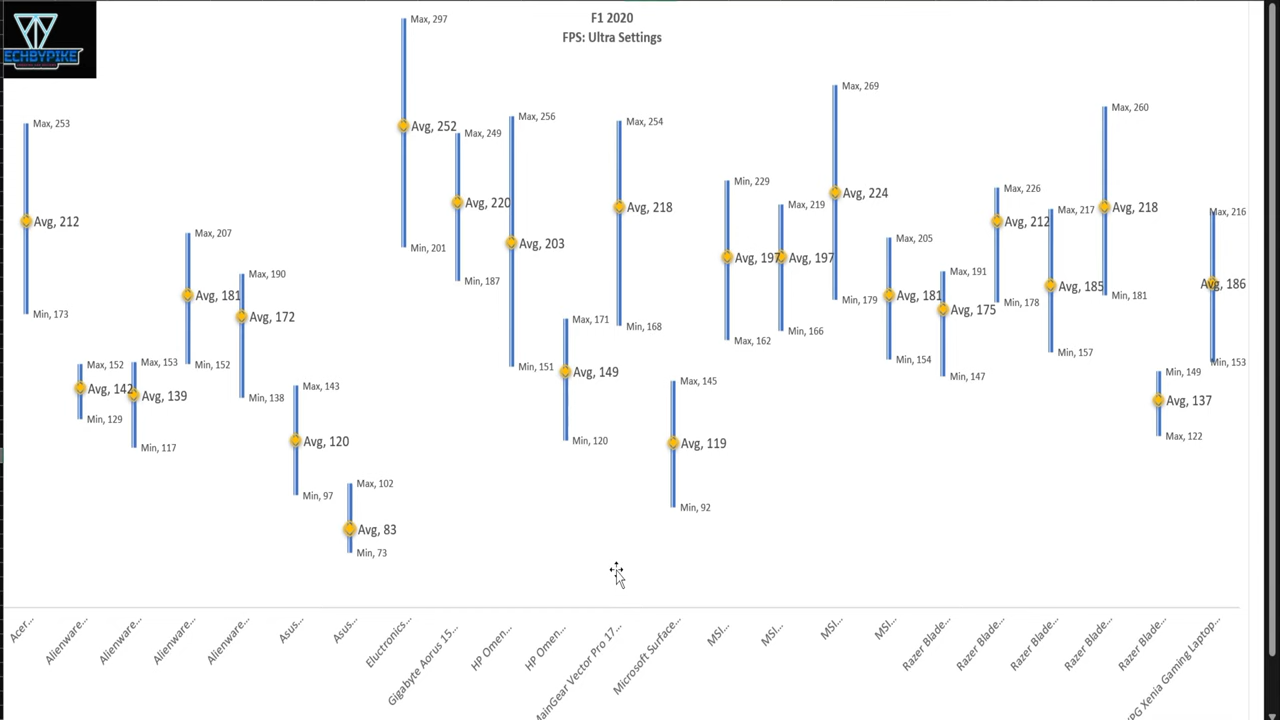 ECHBYPIKE
F1 2020
FPS: Ultra Settings
Max, 253
Avg, 212
Min, 173
Max, 152
Avg, 142
Min, 129
Max, 153
Avg, 139
Min, 117
Max, 207
Avg, 181
Min, 152
Max, 190
Avg, 172
Min, 138
Max, 143
Avg, 120
Min, 97
Max, 102
Avg, 83
Min, 73
Max, 297
Avg, 252
Min, 201
Max, 249
Avg, 220
Min, 187
Max, 256
Avg, 203
Min, 151
Max, 171
Avg, 149
Min, 120
Max, 254
Avg, 218
Min, 168
Max, 145
Avg, 119
Min, 92
Min, 229
Avg, 197
Max, 162
Max, 219
Avg, 197
Min, 166
Max, 269
Avg, 224
Min, 179
Max, 205
Avg, 181
Min, 154
Max, 191
Avg, 175
Min, 147
Max, 226
Avg, 212
Min, 178
Max, 217
Avg, 185
Min, 157
Max, 260
Avg, 218
Min, 181
Min, 149
Avg, 137
Max, 122
Max, 216
Avg, 186
Min, 153
Acer...
Alienware...
Alienware...
Alienware...
Alienware...
Asus...
Asus...
Eluctronics...
Gigabyte Aorus 15...
HP Omen...
HP Omen...
MainGear Vector Pro 17...
Microsoft Surface...
MSI...
MSI...
MSI...
MSI...
Razer Blade...
Razer Blade...
Razer Blade...
Razer Blade...
Razer Blade...
XPG Xenia Gaming Laptop...